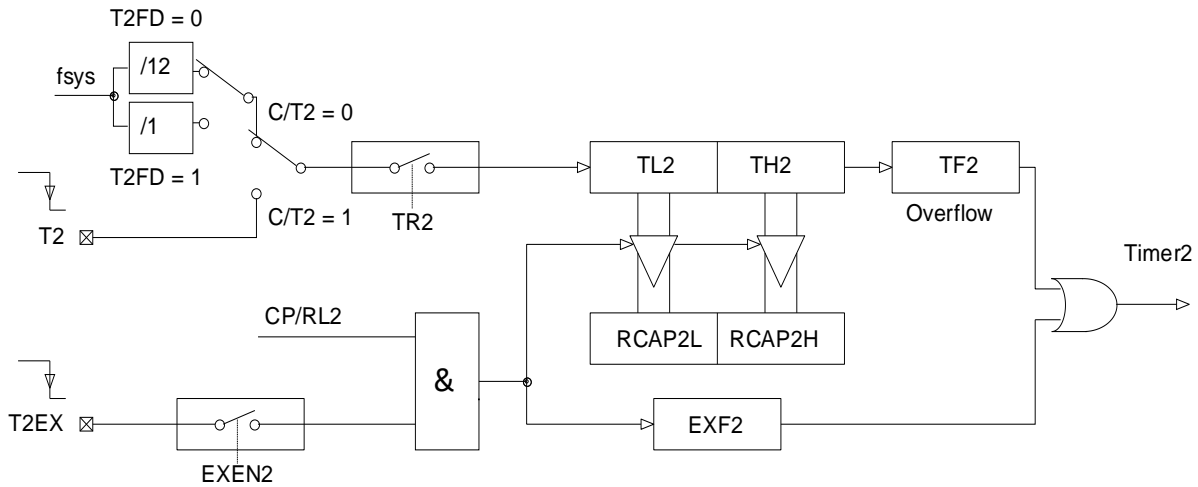 T2FD = 0
/12
fsys
C/T2 = 0
/1
T2FD = 1
TL2
TH2
TF2
C/T2 = 1
TR2
Overflow
T2
Timer2
CP/RL2
RCAP2L
RCAP2H
&
T2EX
EXF2
EXEN2